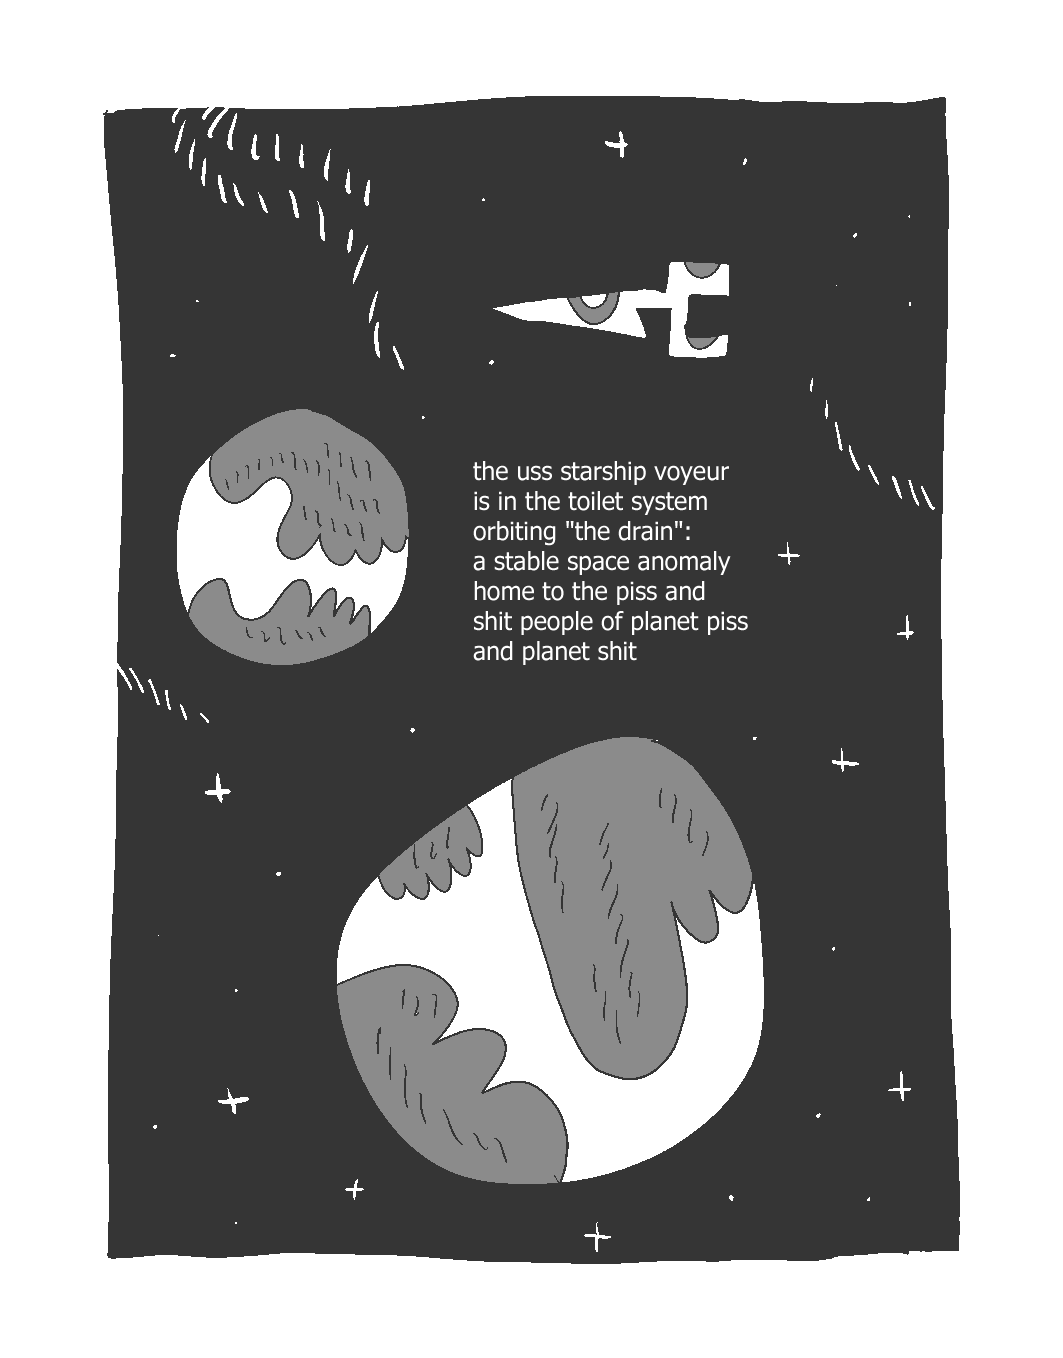 the uss starship voyeur
is in the toilet system
orbiting "the drain":
a stable space anomaly
home to the piss and
shit people of planet piss
and planet shit